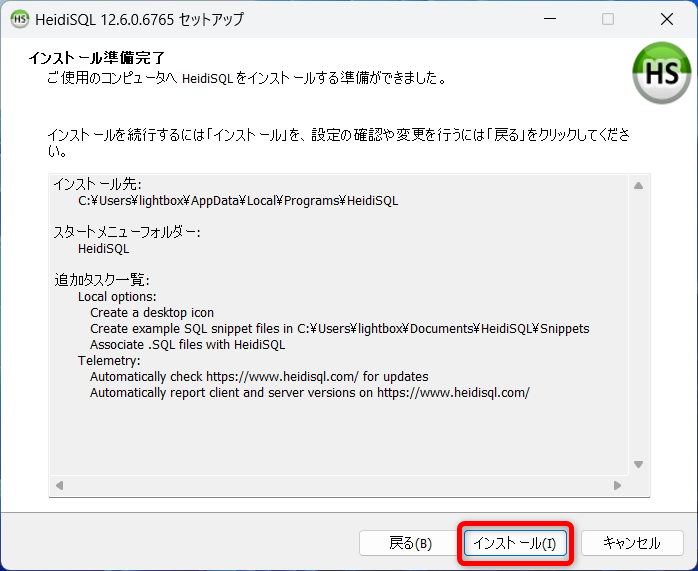 HS HeidiSQL 12.6.0.6765 セットアップ
インストール準備完了
ご使用のコンピュータへ HeidiSQL をインストールする準備ができました。
HS
インストールを続行するには「インストール」を、設定の確認や変更を行うには「戻る」をクリックしてくださ
い。
インストール先:
C:¥Users¥lightbox¥AppData¥Local¥Programs¥HeidiSQL
スタートメニューフォルダー:
HeidiSQL
追加タスク一覧:
Local options:
Create a desktop icon
Create example SQL snippet files in C:¥Users¥lightbox¥Documents¥HeidiSQL¥Snippets
Associate .SQL files with HeidiSQL
Telemetry:
Automatically check https://www.heidisql.com/ for updates
Automatically report client and server versions on https://www.heidisql.com/
戻る(B) インストール(I) キャンセル